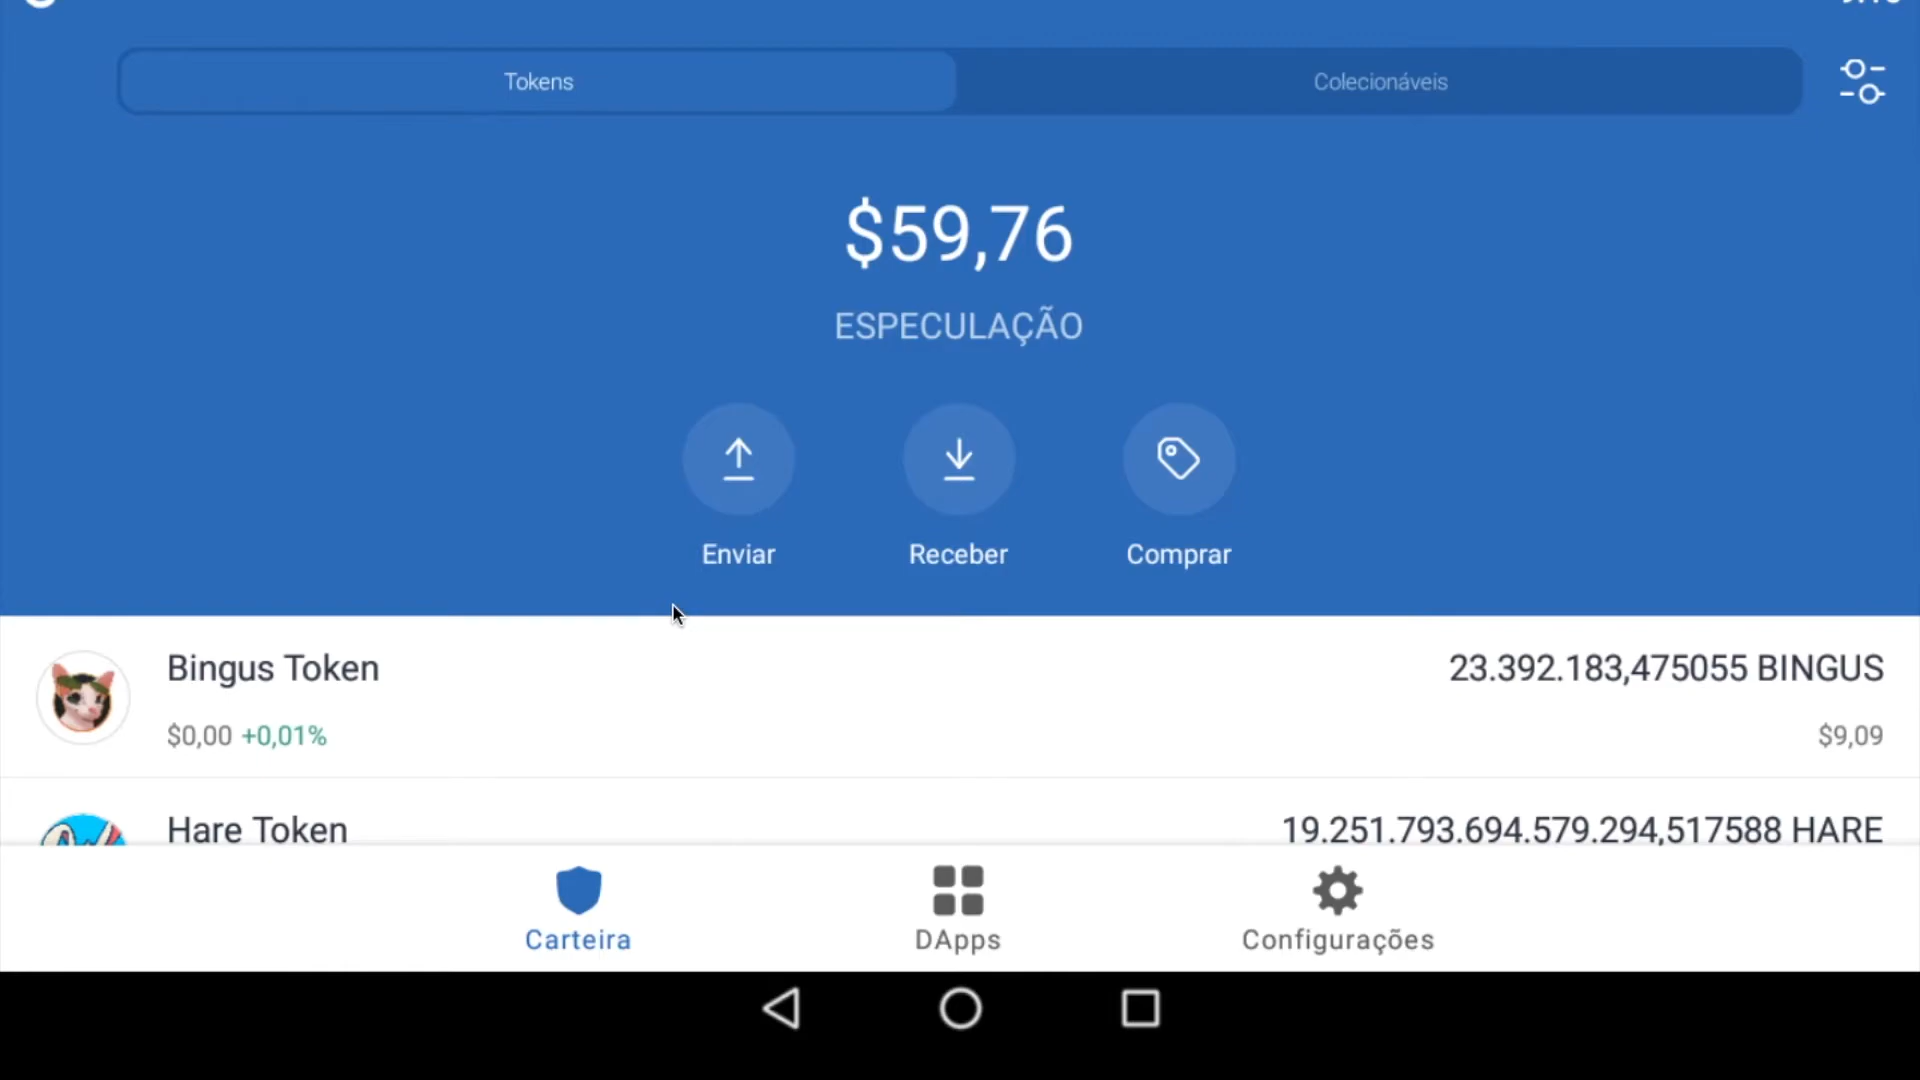 Tokens
Colecionáveis
$59,76
ESPECULAÇÃO
Enviar
Receber
Comprar
Bingus Token
23.392.183,475055 BINGUS
$0,00 +0,01%
$9,09
Hare Token
19.251.793.694.579.294,517588 HARE
Carteira
DApps
Configurações